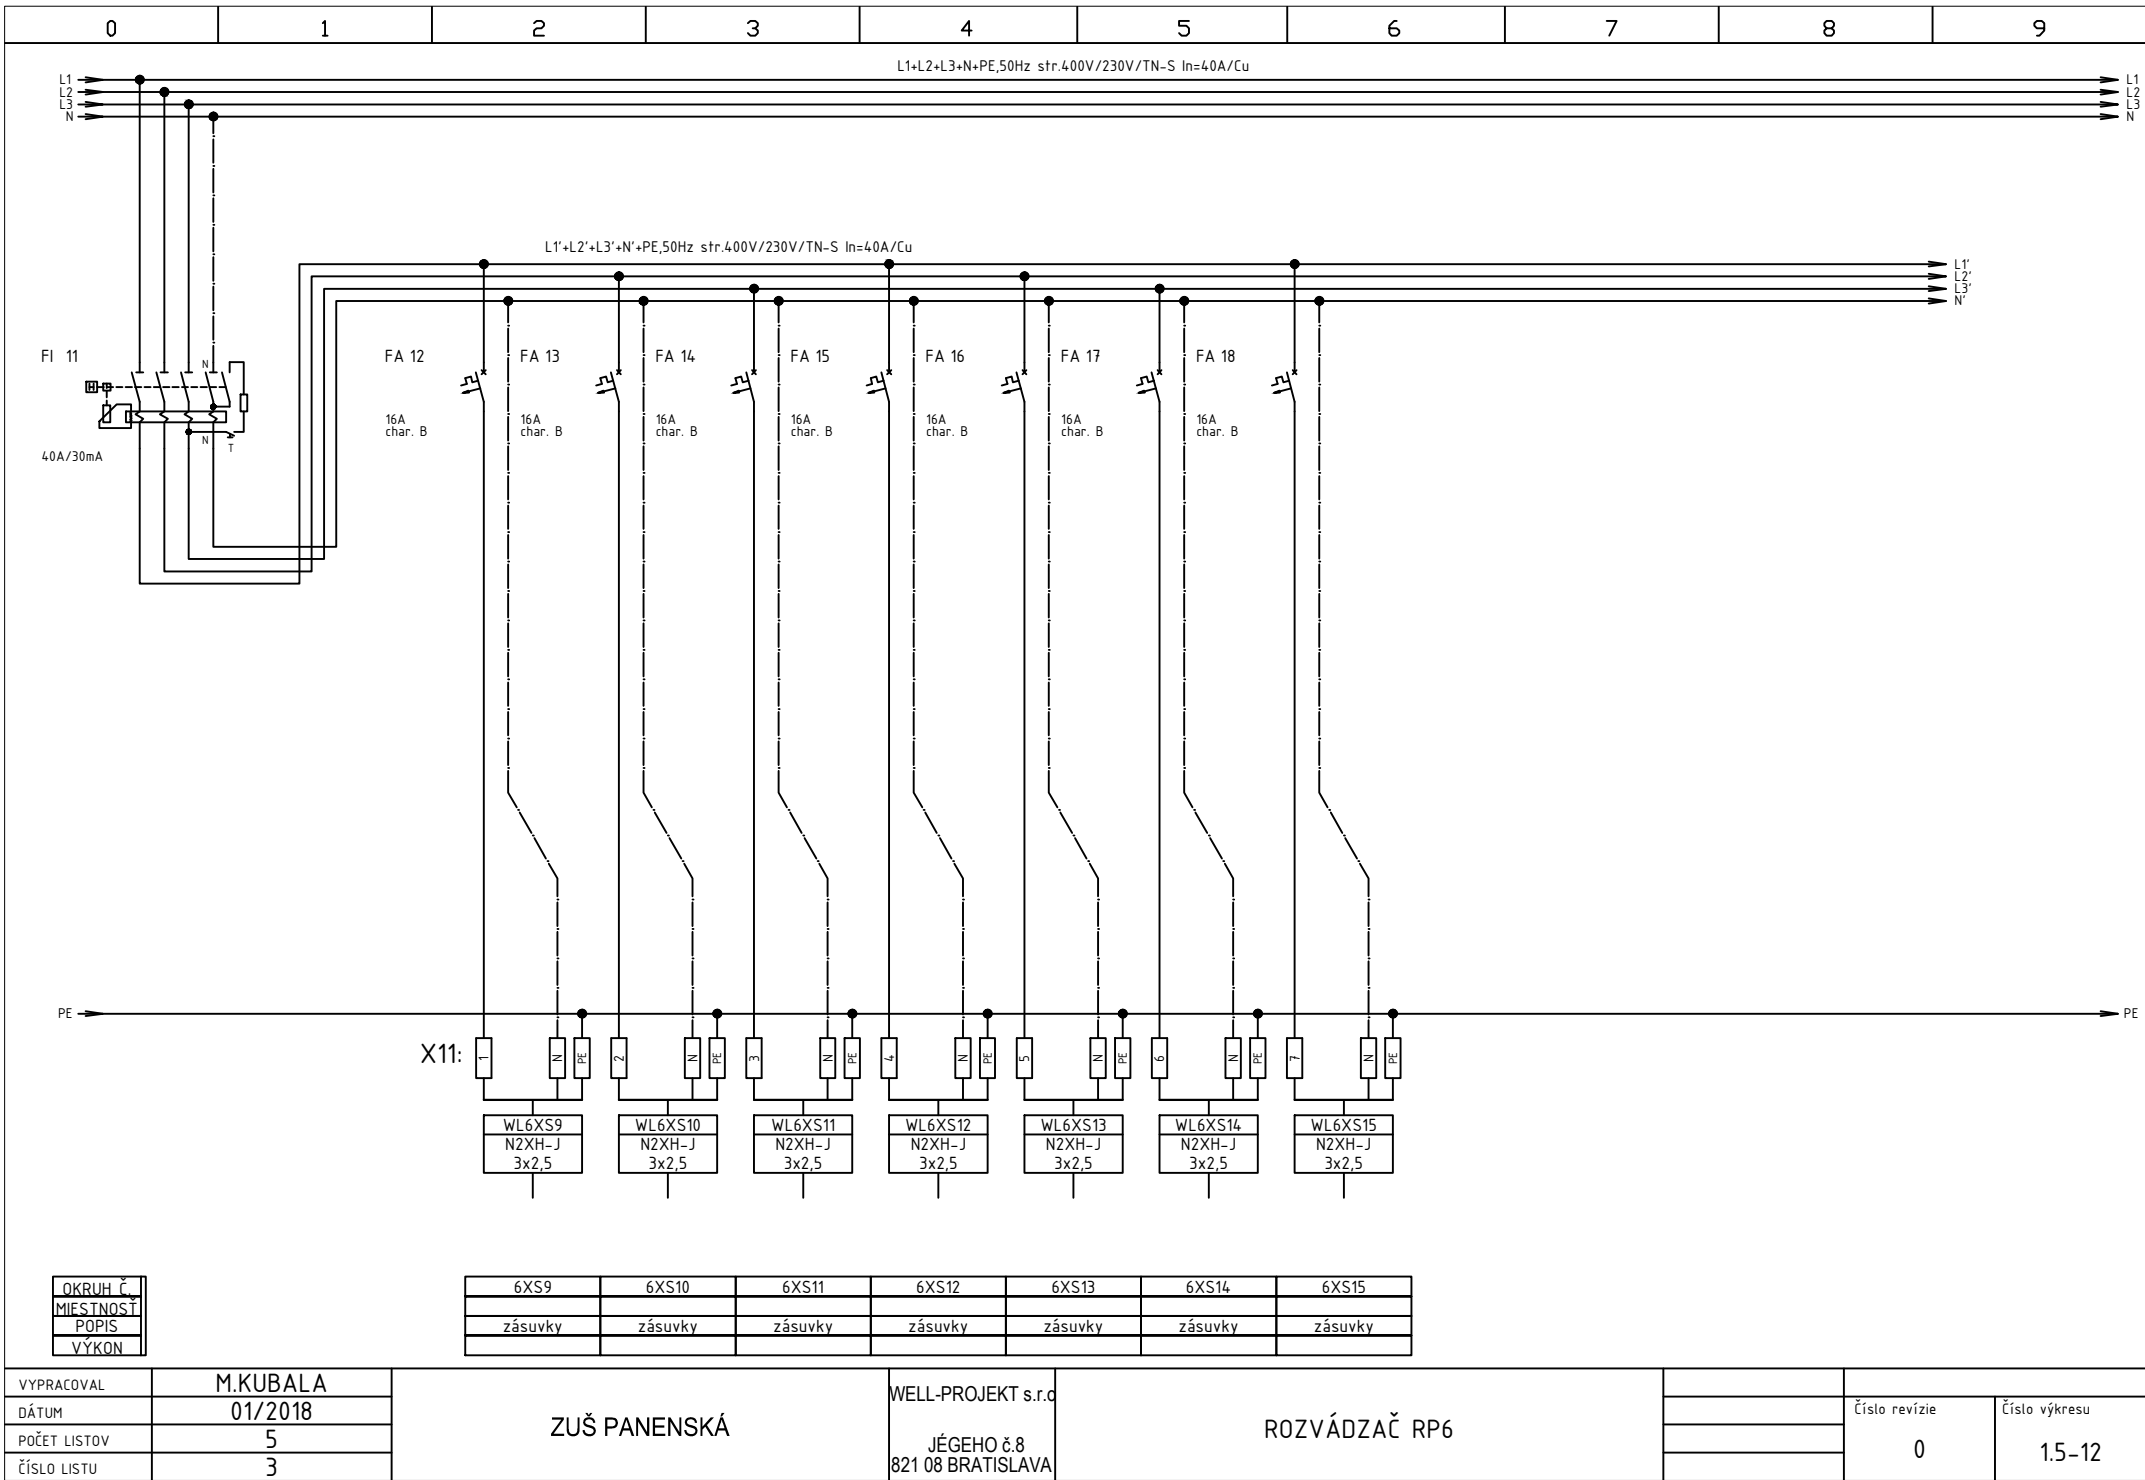 0 1 2 3 4 5 6 7 8 9
L1+L2+L3+N+PE,50Hz str.400V/230V/TN-S In=40A/Cu
L1 L1
L2 L2
L3 L3
N N
L1'+L2'+L3'+N'+PE,50Hz str.400V/230V/TN-S In=40A/Cu
L1'
L2'
L3'
N'
FI 11 FA 12 FA 13 FA 14 FA 15 FA 16 FA 17 FA 18
N
H
16A 16A 16A 16A 16A 16A 16A
char. B char. B char. B char. B char. B char. B char. B
N T
40A/30mA
PE PE
X11: 1 N PE 2 N PE 3 N PE 4 N PE 5 N PE 6 N PE 7 N PE
WL6XS9 WL6XS10 WL6XS11 WL6XS12 WL6XS13 WL6XS14 WL6XS15
N2XH-J N2XH-J N2XH-J N2XH-J N2XH-J N2XH-J N2XH-J
3x2,5 3x2,5 3x2,5 3x2,5 3x2,5 3x2,5 3x2,5
OKRUH Č. 6XS9 6XS10 6XS11 6XS12 6XS13 6XS14 6XS15
MIESTNOSŤ
POPIS zásuvky zásuvky zásuvky zásuvky zásuvky zásuvky zásuvky
VÝKON
VYPRACOVAL M.KUBALA
DÁTUM 01/2018
POČET LISTOV 5
ČÍSLO LISTU 3
ZUŠ PANENSKÁ
WELL-PROJEKT s.r.o
JÉGEHO č.8
821 08 BRATISLAVA
ROZVÁDZAČ RP6
Číslo revízie
0
Číslo výkresu
1.5-12